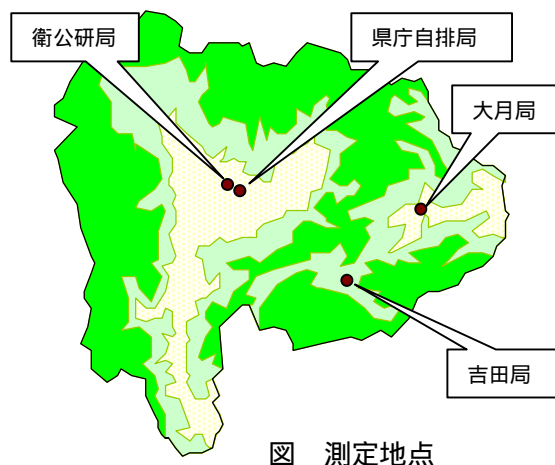 衛公研局
県庁自排局
大月局
吉田局
図 測定地点